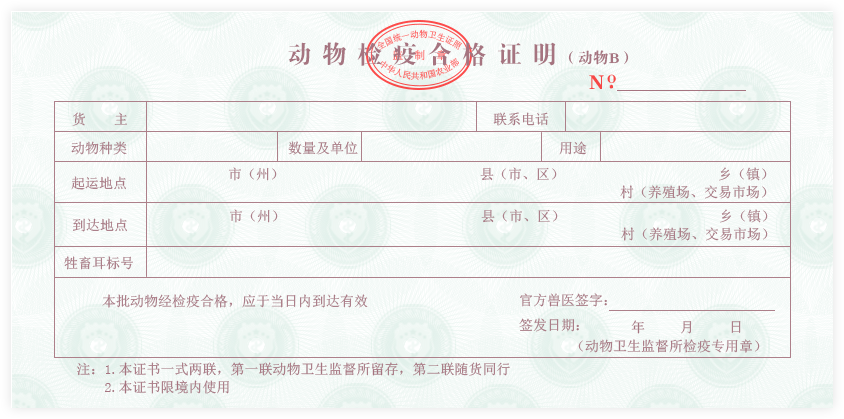 动物检疫合格证明（动物B）
全国统一动物卫生证照
监制章
中华人民共和国农业部
№:
货　主　联系电话
动物种类　数量及单位　用途
起运地点　市（州）　县（市、区）　乡（镇）
村（养殖场、交易市场）
到达地点　市（州）　县（市、区）　乡（镇）
村（养殖场、交易市场）
牲畜耳标号
本批动物经检疫合格，应于当日内到达有效
官方兽医签字:
签发日期:　年　月　日
（动物卫生监督所检疫专用章）
注: 1.本证书一式两联，第一联动物卫生监督所留存，第二联随货同行
2.本证书限境内使用